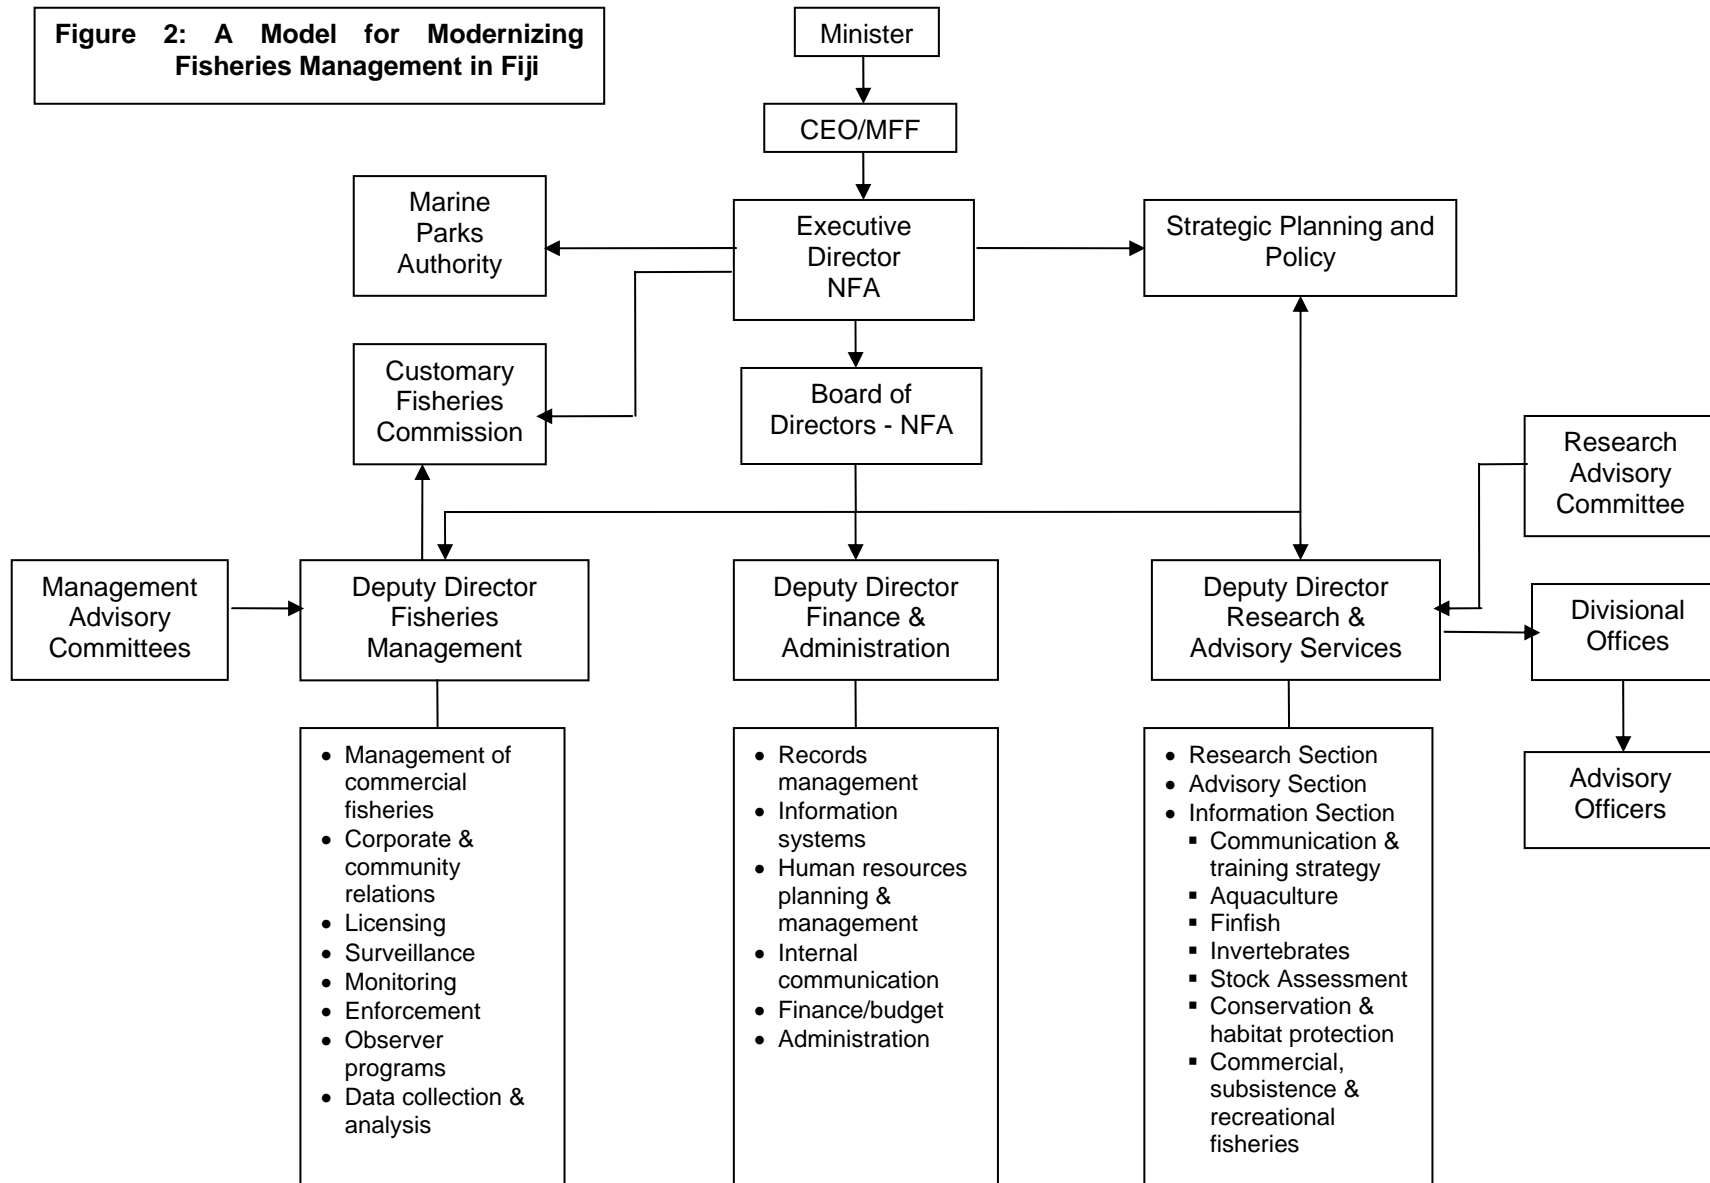 Figure 2: A Model for Modernizing
Fisheries Management in Fiji
Minister
CEO/MFF
Marine
Parks
Authority
Executive
Director
NFA
Strategic Planning and
Policy
Customary
Fisheries
Commission
Board of
Directors - NFA
Research
Advisory
Committee
Management
Advisory
Committees
Deputy Director
Fisheries
Management
Deputy Director
Finance &
Administration
Deputy Director
Research &
Advisory Services
Divisional
Offices
• Management of
commercial
fisheries
• Corporate &
community
relations
• Licensing
• Surveillance
• Monitoring
• Enforcement
• Observer
programs
• Data collection &
analysis
• Records
management
• Information
systems
• Human resources
planning &
management
• Internal
communication
• Finance/budget
• Administration
• Research Section
• Advisory Section
• Information Section
▪ Communication &
training strategy
▪ Aquaculture
▪ Finfish
▪ Invertebrates
▪ Stock Assessment
▪ Conservation &
habitat protection
▪ Commercial,
subsistence &
recreational
fisheries
Advisory
Officers